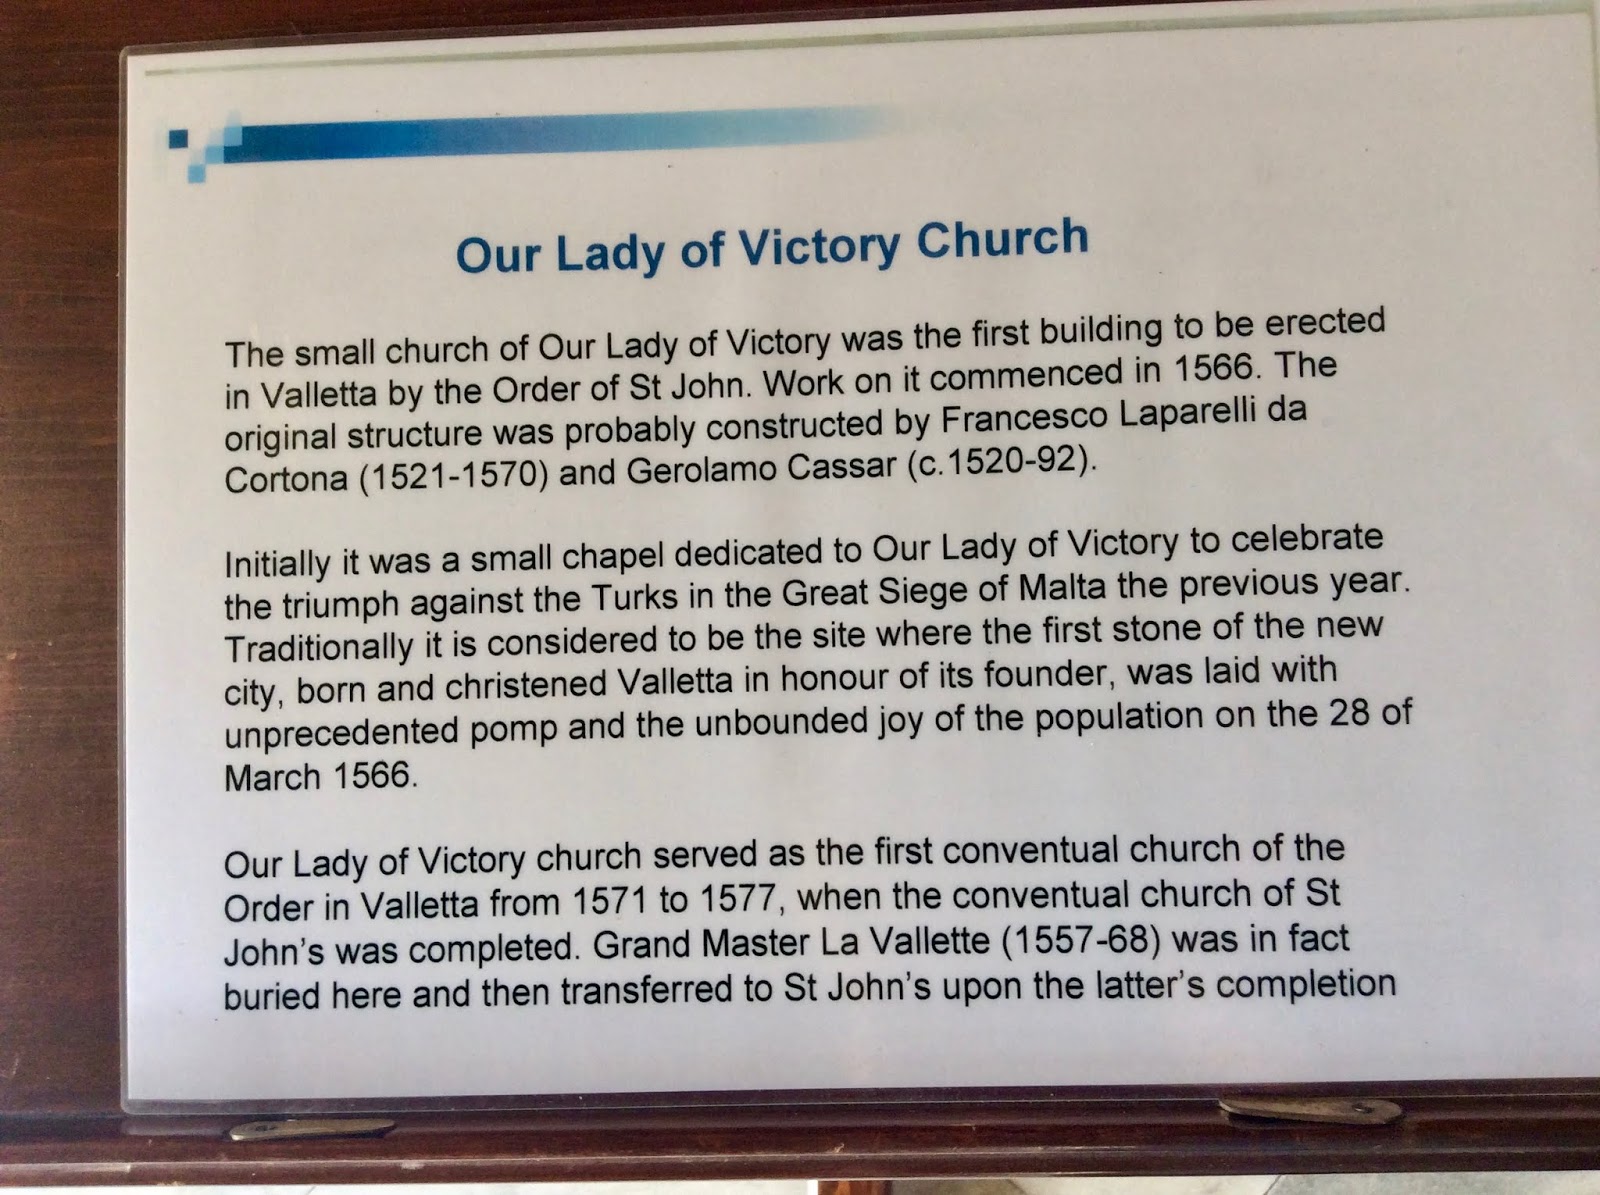 Our Lady of Victory Church
The small church of Our Lady of Victory was the first building to be erected
in Valletta by the Order of St John. Work on it commenced in 1566. The
original structure was probably constructed by Francesco Laparelli da
Cortona (1521-1570) and Gerolamo Cassar (c.1520-92).
Initially it was a small chapel dedicated to Our Lady of Victory to celebrate
the triumph against the Turks in the Great Siege of Malta the previous year.
Traditionally it is considered to be the site where the first stone of the new
city, born and christened Valletta in honour of its founder, was laid with
unprecedented pomp and the unbounded joy of the population on the 28 of
March 1566.
Our Lady of Victory church served as the first conventual church of the
Order in Valletta from 1571 to 1577, when the conventual church of St
John’s was completed. Grand Master La Vallette (1557-68) was in fact
buried here and then transferred to St John’s upon the latter’s completion